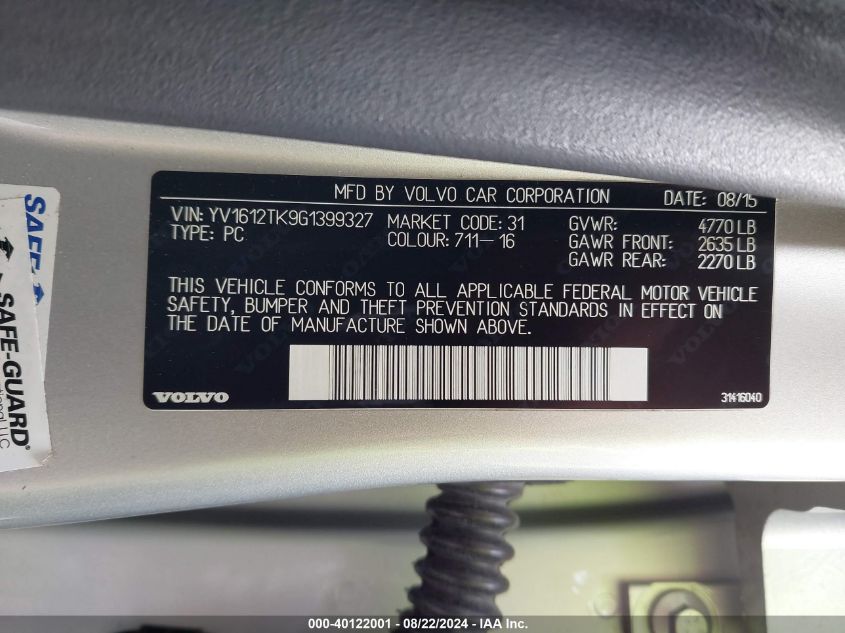 MFD BY VOLVO CAR CORPORATION DATE: 08/15
VIN: YV1612TK9G1399327 MARKET CODE: 31 GVWR: 4770 LB
TYPE: PC COLOUR: 711-16 GAWR FRONT: 2635 LB
GAWR REAR: 2270 LB
THIS VEHICLE CONFORMS TO ALL APPLICABLE FEDERAL MOTOR VEHICLE
SAFETY, BUMPER AND THEFT PREVENTION STANDARDS IN EFFECT ON
THE DATE OF MANUFACTURE SHOWN ABOVE.
VOLVO 31416040
SAFE
SAFE-GUARD®
000-40122001 - 08/22/2024 - IAA Inc.